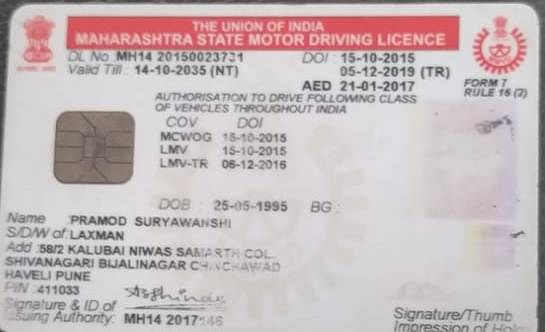 THE UNION OF INDIA
MAHARASHTRA STATE MOTOR DRIVING LICENCE
DL No MH14 20150023731 DOI : 15-10-2015
Valid Till : 14-10-2035 (NT) 05-12-2019 (TR)
AED 21-01-2017
FORM 7
RULE 16 (2)
AUTHORISATION TO DRIVE FOLLOWING CLASS
OF VEHICLES THROUGHOUT INDIA
COV DOI
MCWOG 15-10-2015
LMV 15-10-2015
LMV-TR 06-12-2016
DOB : 25-05-1995 BG :
Name : PRAMOD SURYAWANSHI
S/D/W of : LAXMAN
Add : 58/2 KALUBAI NIWAS SAMARTH COL.
SHIVANAGARI BIJALINAGAR CHINCHAWAD
HAVELI PUNE
PIN : 411033
Signature & ID of
Issuing Authority: MH14 2017146
Signature/Thumb
Impression of